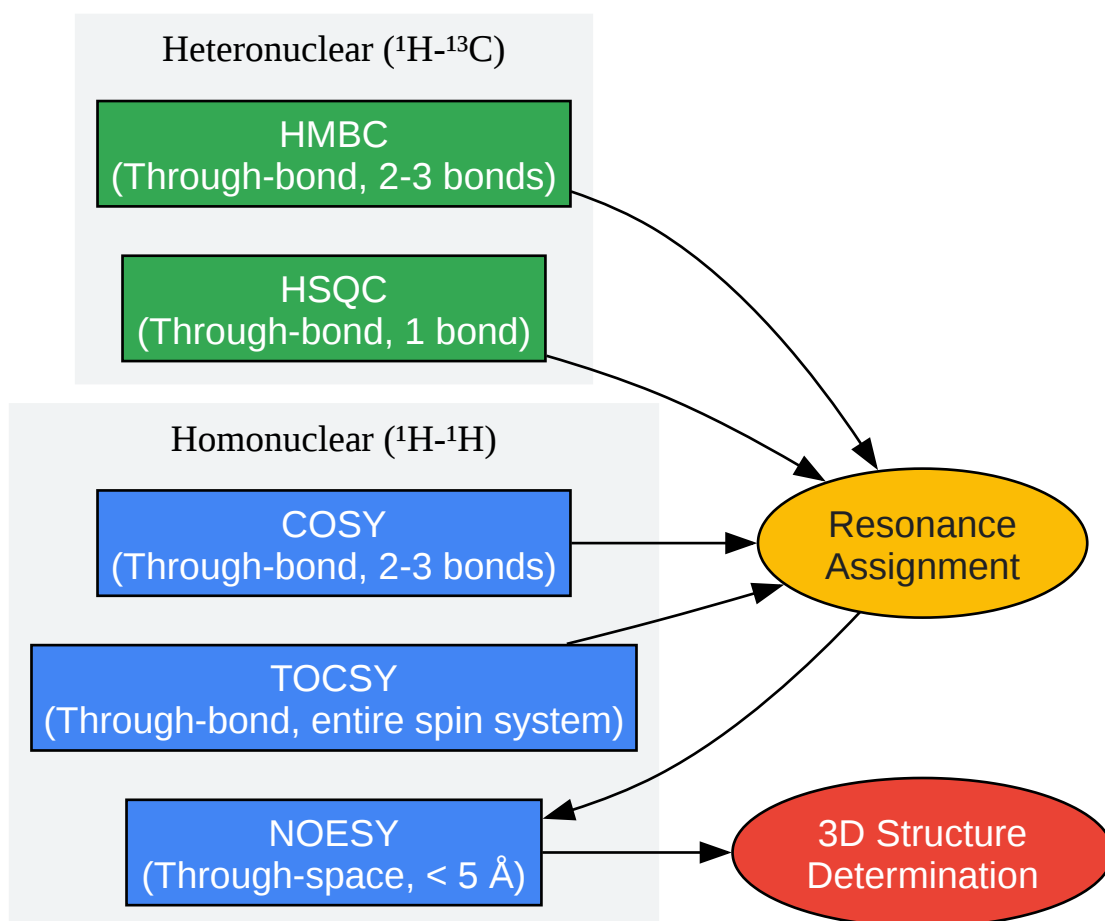 Heteronuclear (¹H-¹³C)
HMBC
(Through-bond, 2-3 bonds)
HSQC
(Through-bond, 1 bond)
Homonuclear (¹H-¹H)
COSY
(Through-bond, 2-3 bonds)
TOCSY
(Through-bond, entire spin system)
NOESY
(Through-space, < 5 Å)
Resonance
Assignment
3D Structure
Determination